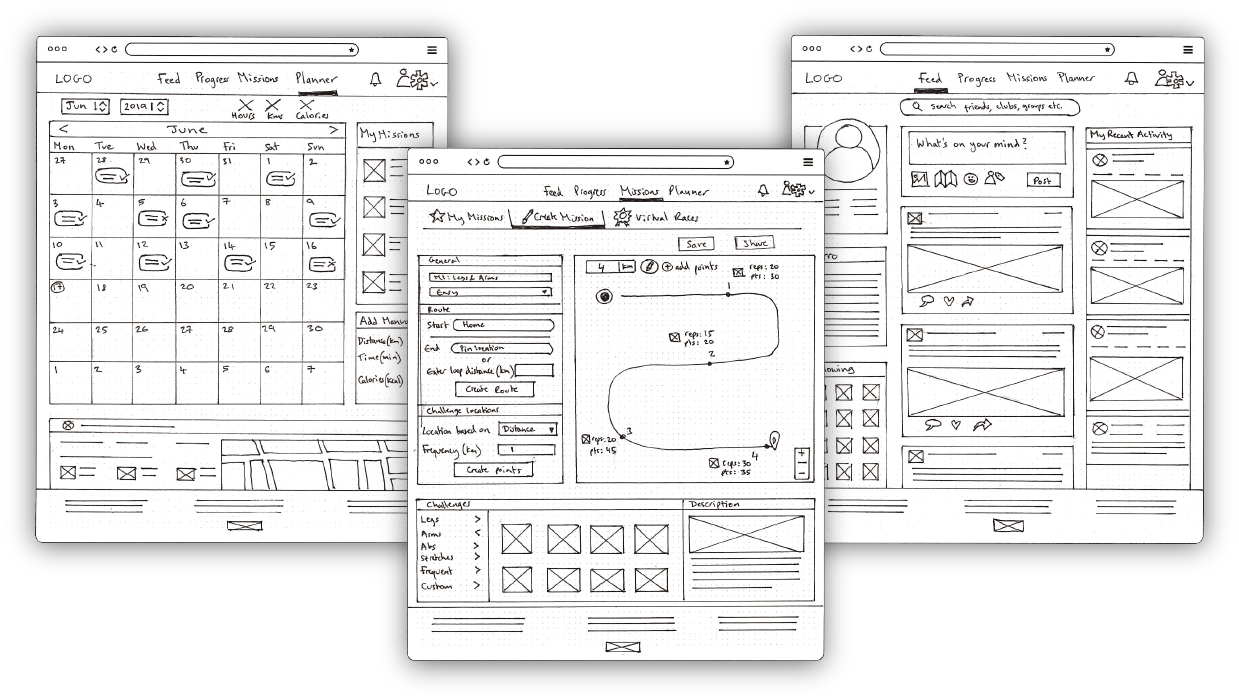 LOGO Feed Progress Missions Planner
Jun 2019
Hours Kms Calories
< June >
Mon Tue Wed Thu Fri Sat Sun
27 28 29 30 31 1 2
3 4 5 6 7 8 9
10 11 12 13 14 15 16
17 18 19 20 21 22 23
24 25 26 27 28 29 30
1 2 3 4 5 6 7
My Missions
Add
Distance(km)
Time(min)
Calories(kcal)
LOGO Feed Progress Missions Planner
My Missions Create Mission Virtual Races
Save Share
General
M1: Legs & Arms
Easy
Route
Start Home
End Pin location
or
Enter loop distance (km)
Create Route
Challenge Locations
Location based on Distance
Frequency (km) 1
Create points
4 km add points
reps: 20
pts: 30
1
reps: 15
pts: 20
2
3
reps: 20
pts: 45
4
reps: 30
pts: 35
+
-
Challenges
Legs >
Arms <
Abs >
Stretches >
Frequent >
Custom >
Description
LOGO Feed Progress Missions Planner
search friends, clubs, groups etc.
What's on your mind?
Post
My Recent Activity
ro
owing